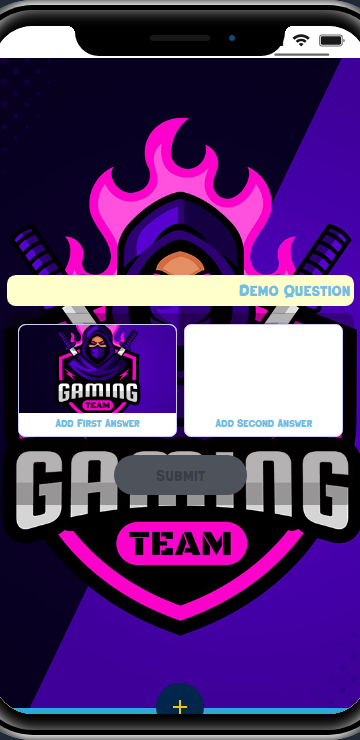 Demo Question
GAMING
TEAM
Add First Answer
Add Second Answer
SUBMIT
GAMING
TEAM
+